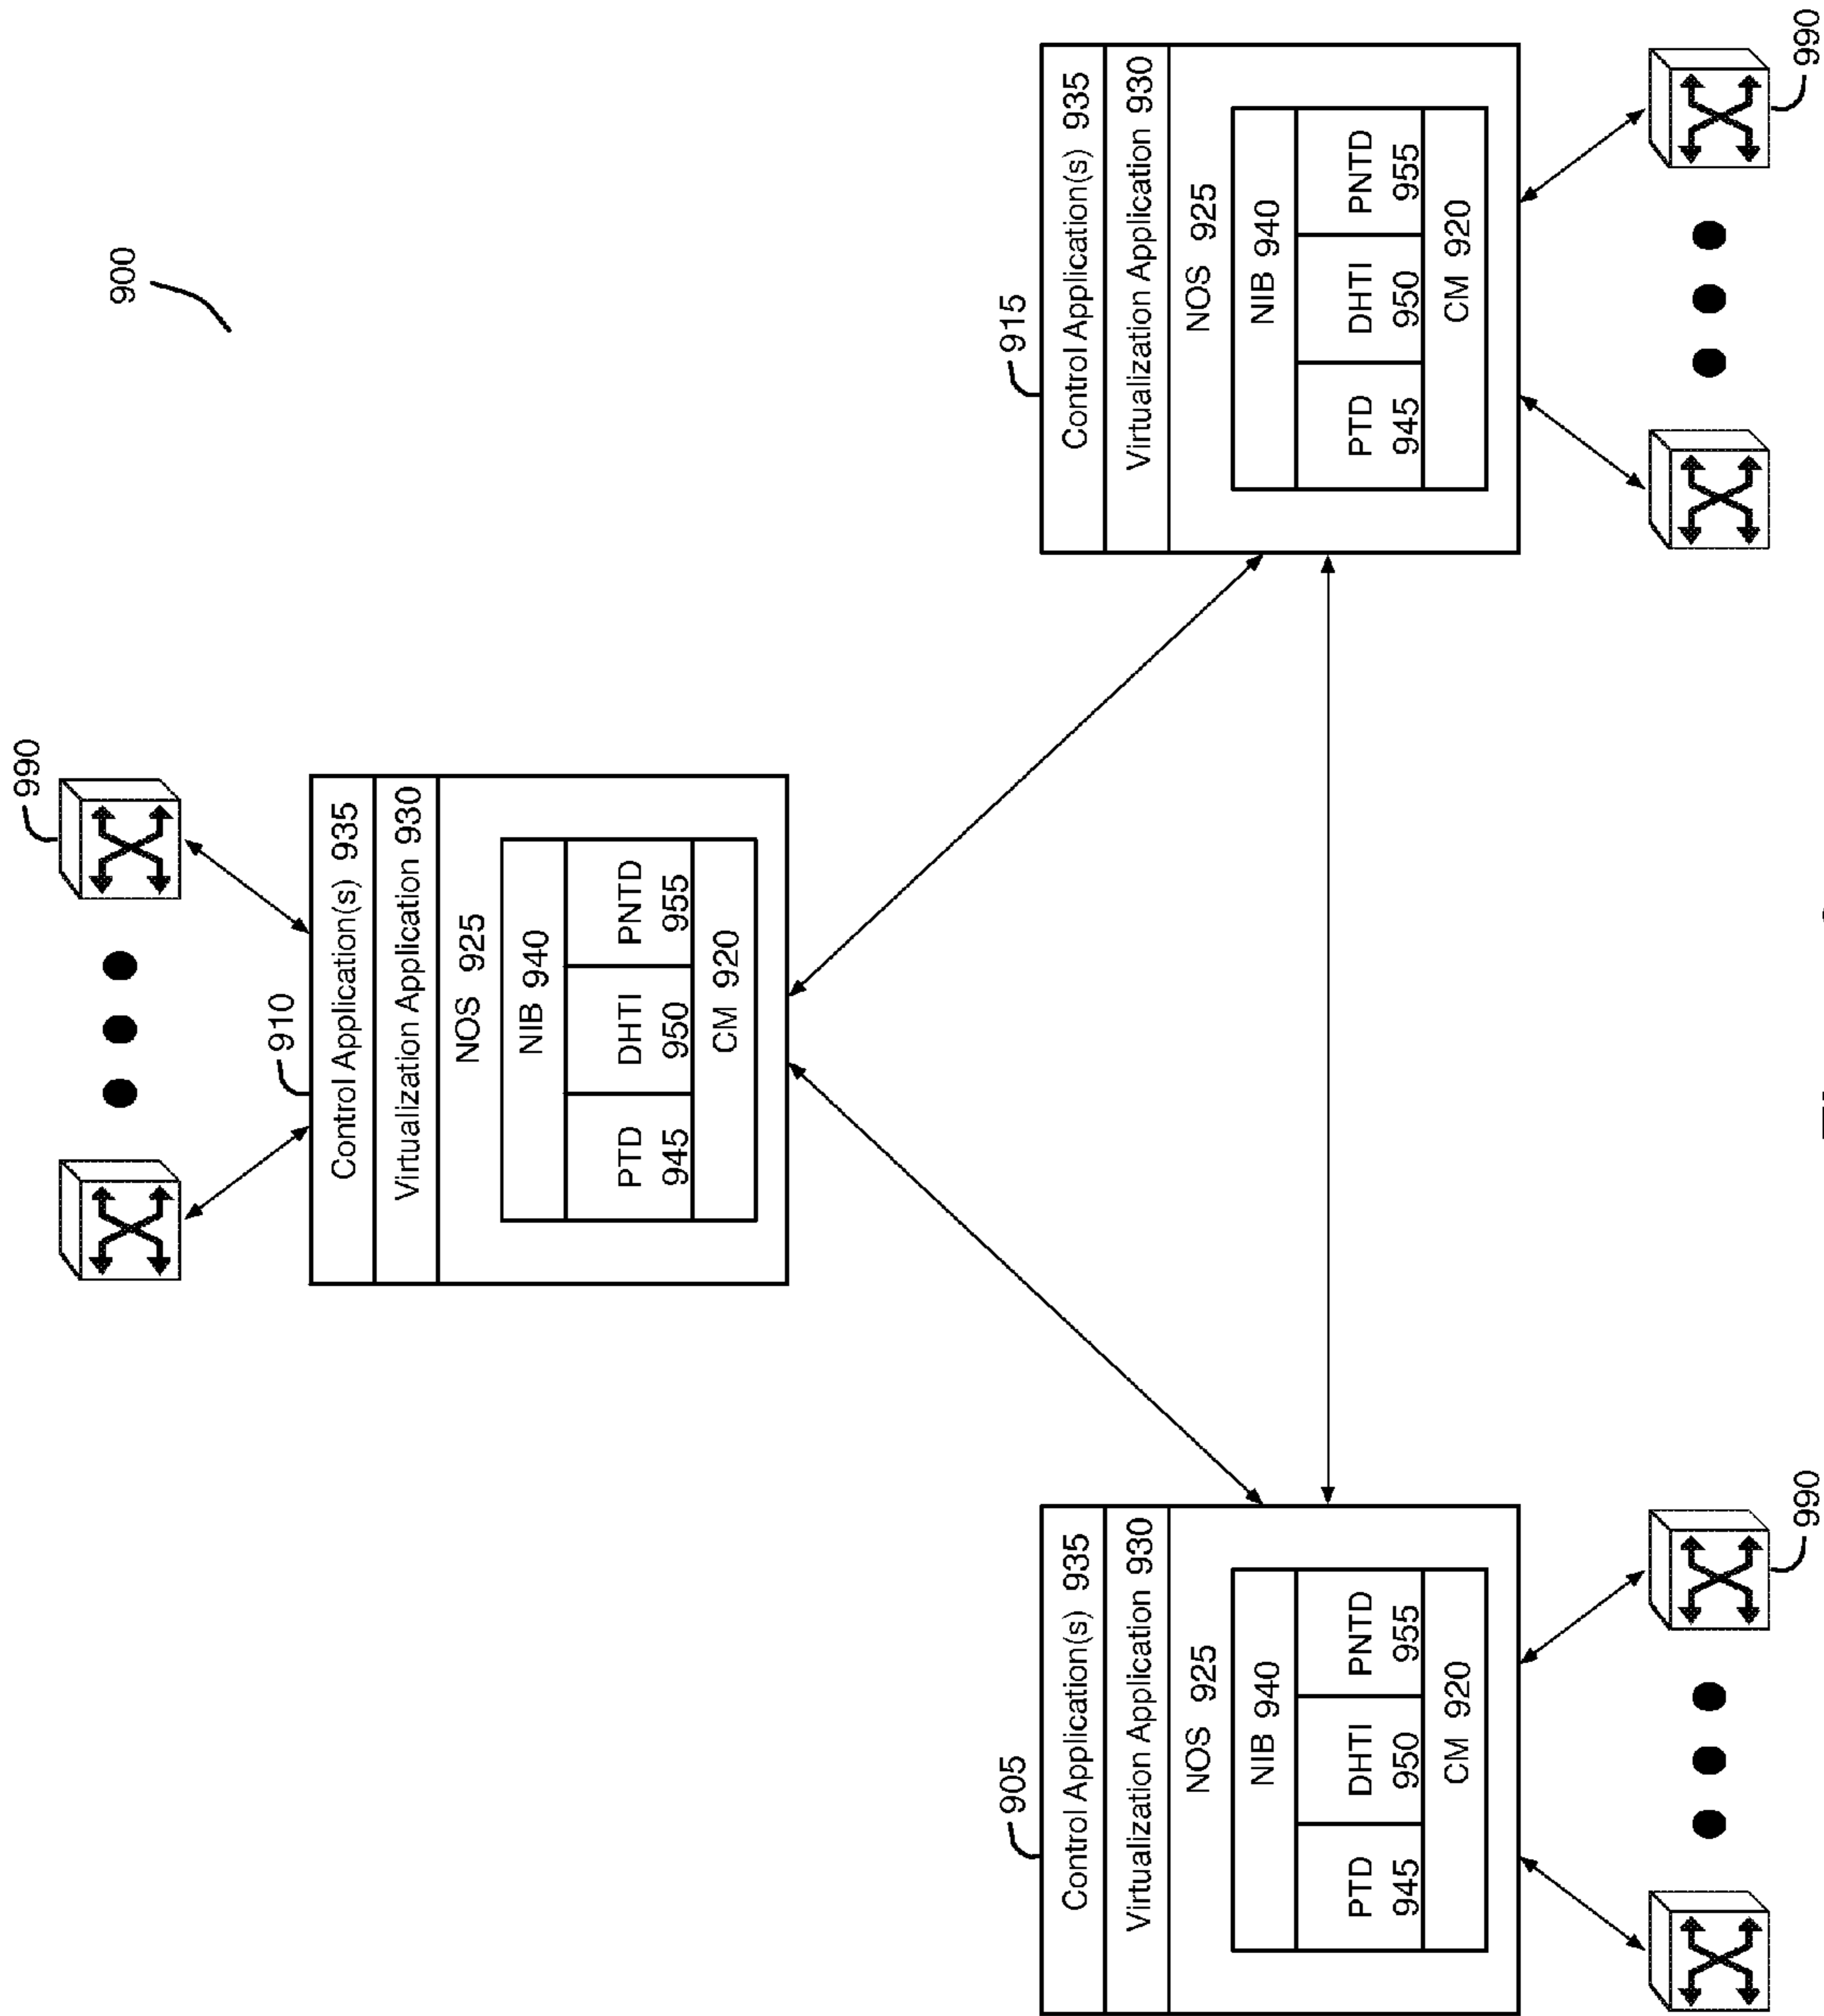 990
900
910
Control Application(s) 935
Virtualization Application 930
NOS 925
NIB 940
PTD
945
DHTI
950
PNTD
955
CM 920
905
Control Application(s) 935
Virtualization Application 930
NOS 925
NIB 940
PTD
945
DHTI
950
PNTD
955
CM 920
990
915
Control Application(s) 935
Virtualization Application 930
NOS 925
NIB 940
PTD
945
DHTI
950
PNTD
955
CM 920
990